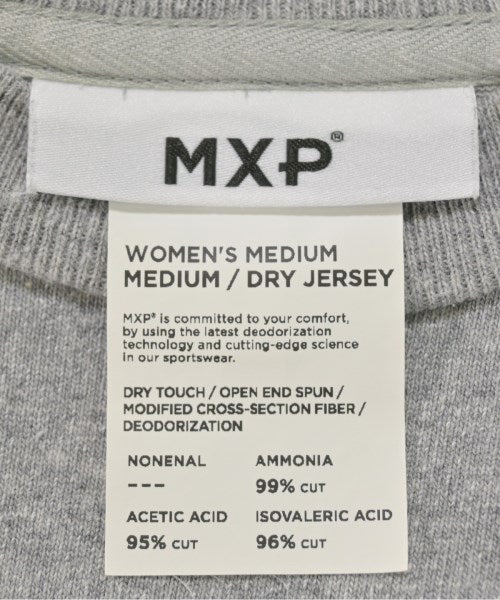 MXP®
WOMEN'S MEDIUM
MEDIUM / DRY JERSEY
MXP® is committed to your comfort,
by using the latest deodorization
technology and cutting-edge science
in our sportswear.
DRY TOUCH / OPEN END SPUN /
MODIFIED CROSS-SECTION FIBER /
DEODORIZATION
NONENAL AMMONIA
--- 99% CUT
ACETIC ACID ISOVALERIC ACID
95% CUT 96% CUT